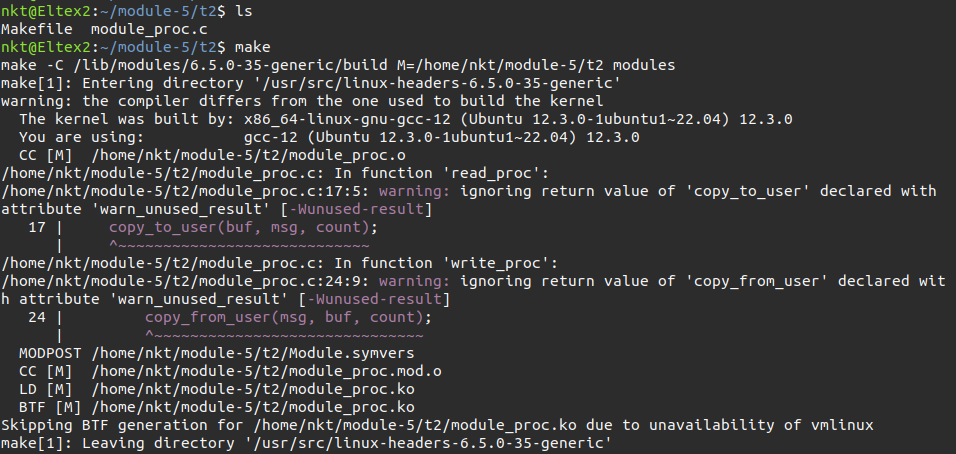 nkt@Eltex2:~/module-5/t2$ ls
Makefile  module_proc.c
nkt@Eltex2:~/module-5/t2$ make
make -C /lib/modules/6.5.0-35-generic/build M=/home/nkt/module-5/t2 modules
make[1]: Entering directory '/usr/src/linux-headers-6.5.0-35-generic'
warning: the compiler differs from the one used to build the kernel
  The kernel was built by: x86_64-linux-gnu-gcc-12 (Ubuntu 12.3.0-1ubuntu1~22.04) 12.3.0
  You are using:           gcc-12 (Ubuntu 12.3.0-1ubuntu1~22.04) 12.3.0
  CC [M]  /home/nkt/module-5/t2/module_proc.o
/home/nkt/module-5/t2/module_proc.c: In function 'read_proc':
/home/nkt/module-5/t2/module_proc.c:17:5: warning: ignoring return value of 'copy_to_user' declared with
attribute 'warn_unused_result' [-Wunused-result]
   17 |     copy_to_user(buf, msg, count);
      |     ^~~~~~~~~~~~~~~~~~~~~~~~~~~~~
/home/nkt/module-5/t2/module_proc.c: In function 'write_proc':
/home/nkt/module-5/t2/module_proc.c:24:9: warning: ignoring return value of 'copy_from_user' declared wit
h attribute 'warn_unused_result' [-Wunused-result]
   24 |         copy_from_user(msg, buf, count);
      |         ^~~~~~~~~~~~~~~~~~~~~~~~~~~~~~~
  MODPOST /home/nkt/module-5/t2/Module.symvers
  CC [M]  /home/nkt/module-5/t2/module_proc.mod.o
  LD [M]  /home/nkt/module-5/t2/module_proc.ko
  BTF [M] /home/nkt/module-5/t2/module_proc.ko
Skipping BTF generation for /home/nkt/module-5/t2/module_proc.ko due to unavailability of vmlinux
make[1]: Leaving directory '/usr/src/linux-headers-6.5.0-35-generic'